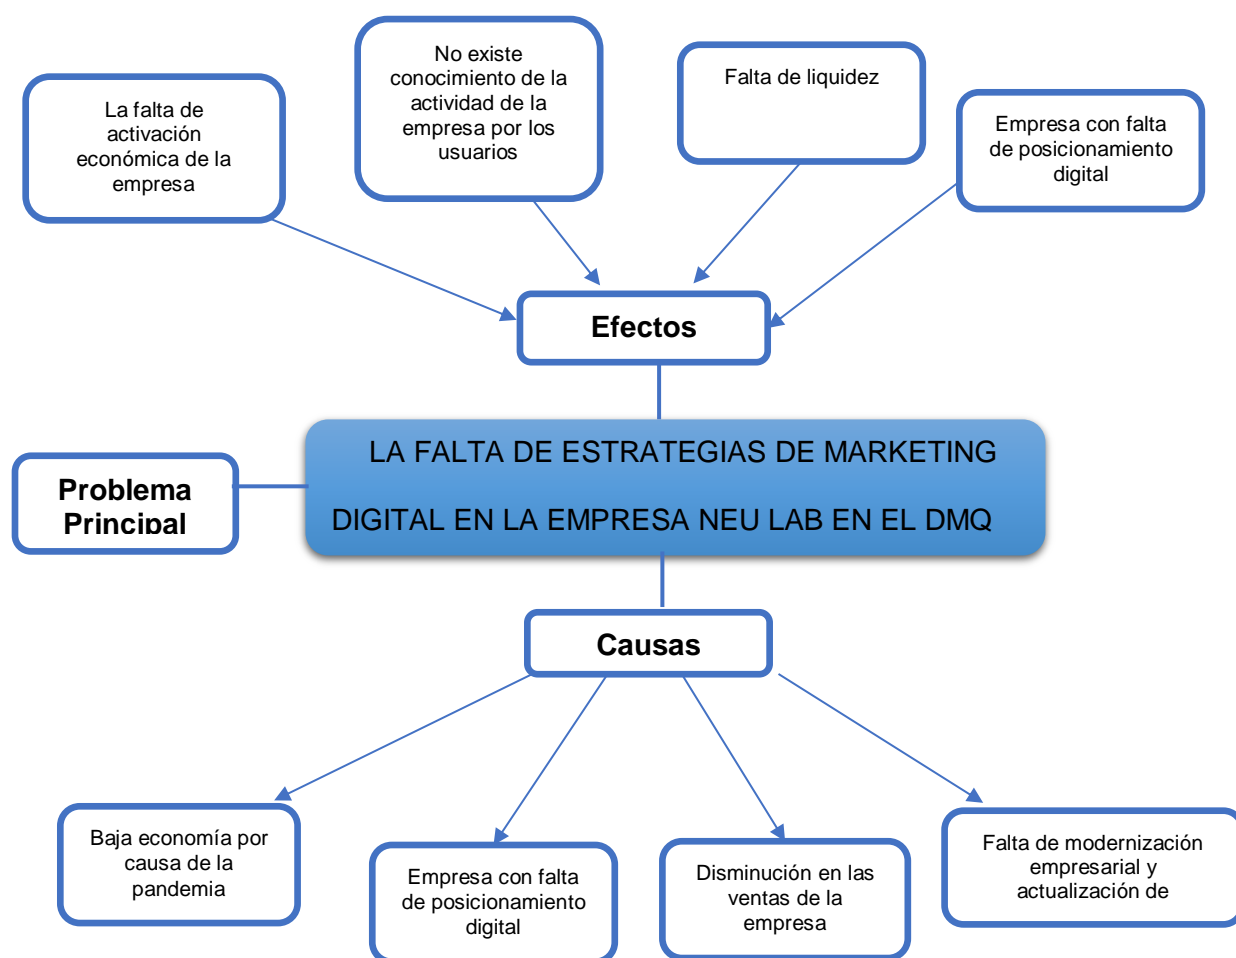 La falta de
activación
económica de la
empresa
No existe
conocimiento de la
actividad de la
empresa por los
usuarios
Falta de liquidez
Empresa con falta
de posicionamiento
digital
Efectos
LA FALTA DE ESTRATEGIAS DE MARKETING
DIGITAL EN LA EMPRESA NEU LAB EN EL DMQ
Problema
Principal
Causas
Baja economía por
causa de la
pandemia
Empresa con falta
de posicionamiento
digital
Disminución en las
ventas de la
empresa
Falta de modernización
empresarial y
actualización de